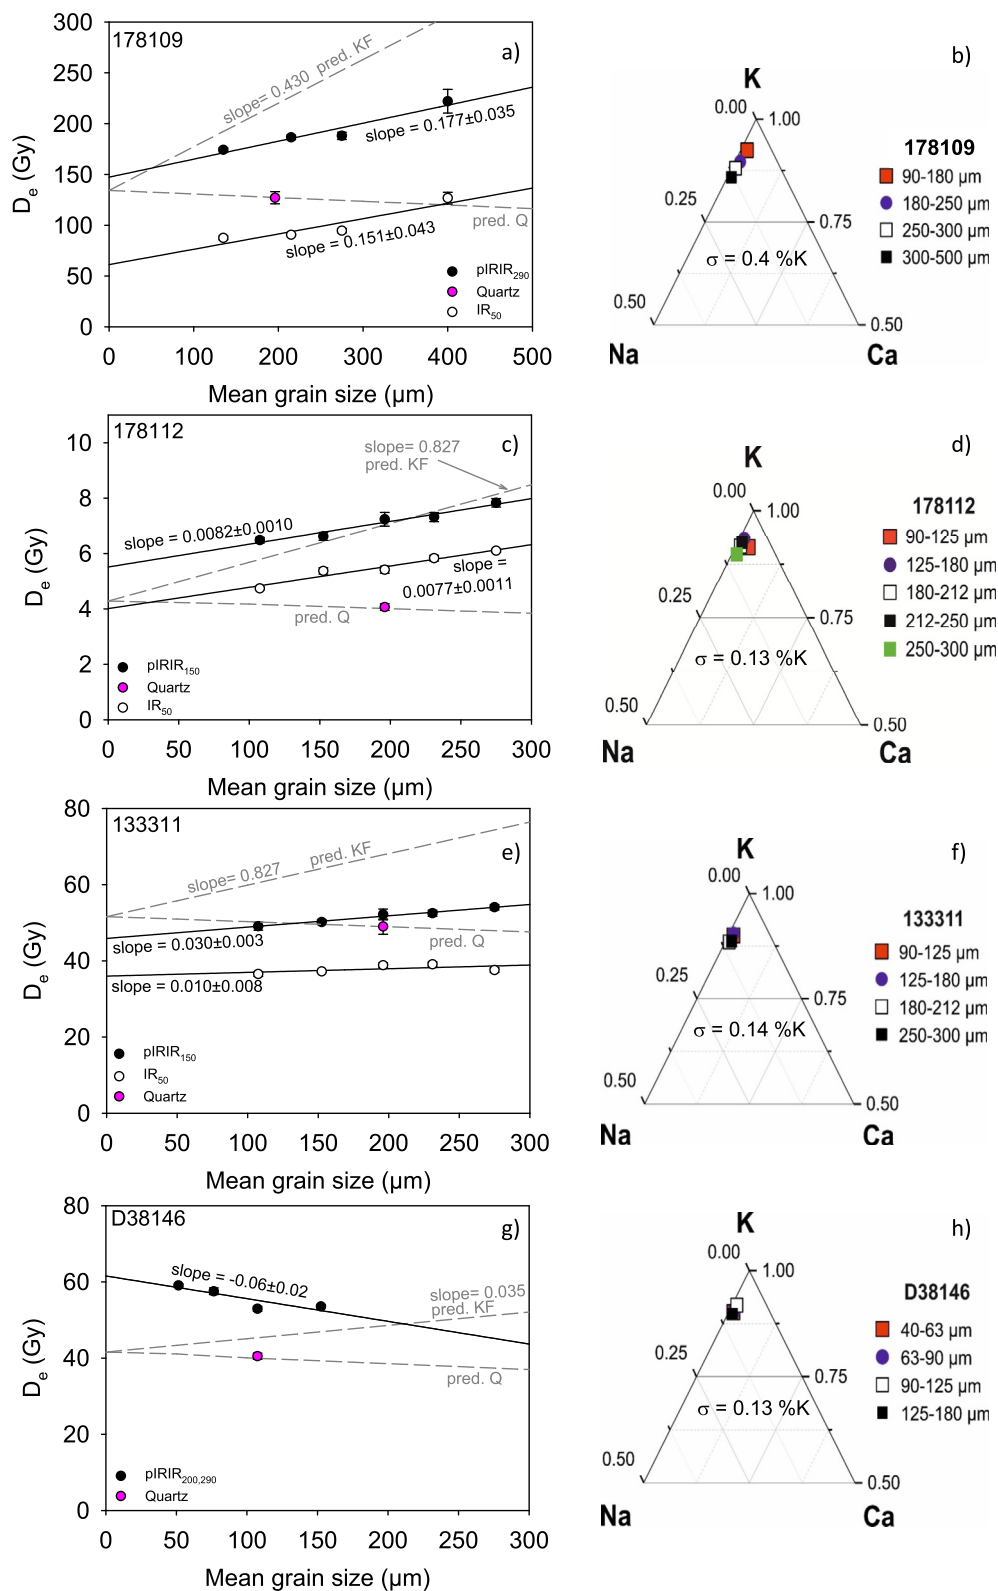 178109
a)
slope= 0.430 pred. KF
slope = 0.177±0.035
pred. Q
slope = 0.151±0.043
pIRIR290
Quartz
IR50
300
250
200
150
100
50
0
De (Gy)
0 100 200 300 400 500
Mean grain size (µm)
b)
K
0.00
1.00
0.25
0.75
0.50
0.50
Na
Ca
σ = 0.4 %K
178109
90-180 µm
180-250 µm
250-300 µm
300-500 µm
178112
c)
slope= 0.827
pred. KF
slope = 0.0082±0.0010
slope =
0.0077±0.0011
pred. Q
pIRIR150
Quartz
IR50
10
8
6
4
2
0
De (Gy)
0 50 100 150 200 250 300
Mean grain size (µm)
d)
K
0.00
1.00
0.25
0.75
0.50
0.50
Na
Ca
σ = 0.13 %K
178112
90-125 µm
125-180 µm
180-212 µm
212-250 µm
250-300 µm
133311
e)
slope= 0.827 pred. KF
slope = 0.030±0.003
pred. Q
slope = 0.010±0.008
pIRIR150
IR50
Quartz
80
60
40
20
0
De (Gy)
0 50 100 150 200 250 300
Mean grain size (µm)
f)
K
0.00
1.00
0.25
0.75
0.50
0.50
Na
Ca
σ = 0.14 %K
133311
90-125 µm
125-180 µm
180-212 µm
250-300 µm
D38146
g)
slope = -0.06±0.02
slope= 0.035
pred. KF
pred. Q
pIRIR200,290
Quartz
80
60
40
20
0
De (Gy)
0 50 100 150 200 250 300
Mean grain size (µm)
h)
K
0.00
1.00
0.25
0.75
0.50
0.50
Na
Ca
σ = 0.13 %K
D38146
40-63 µm
63-90 µm
90-125 µm
125-180 µm